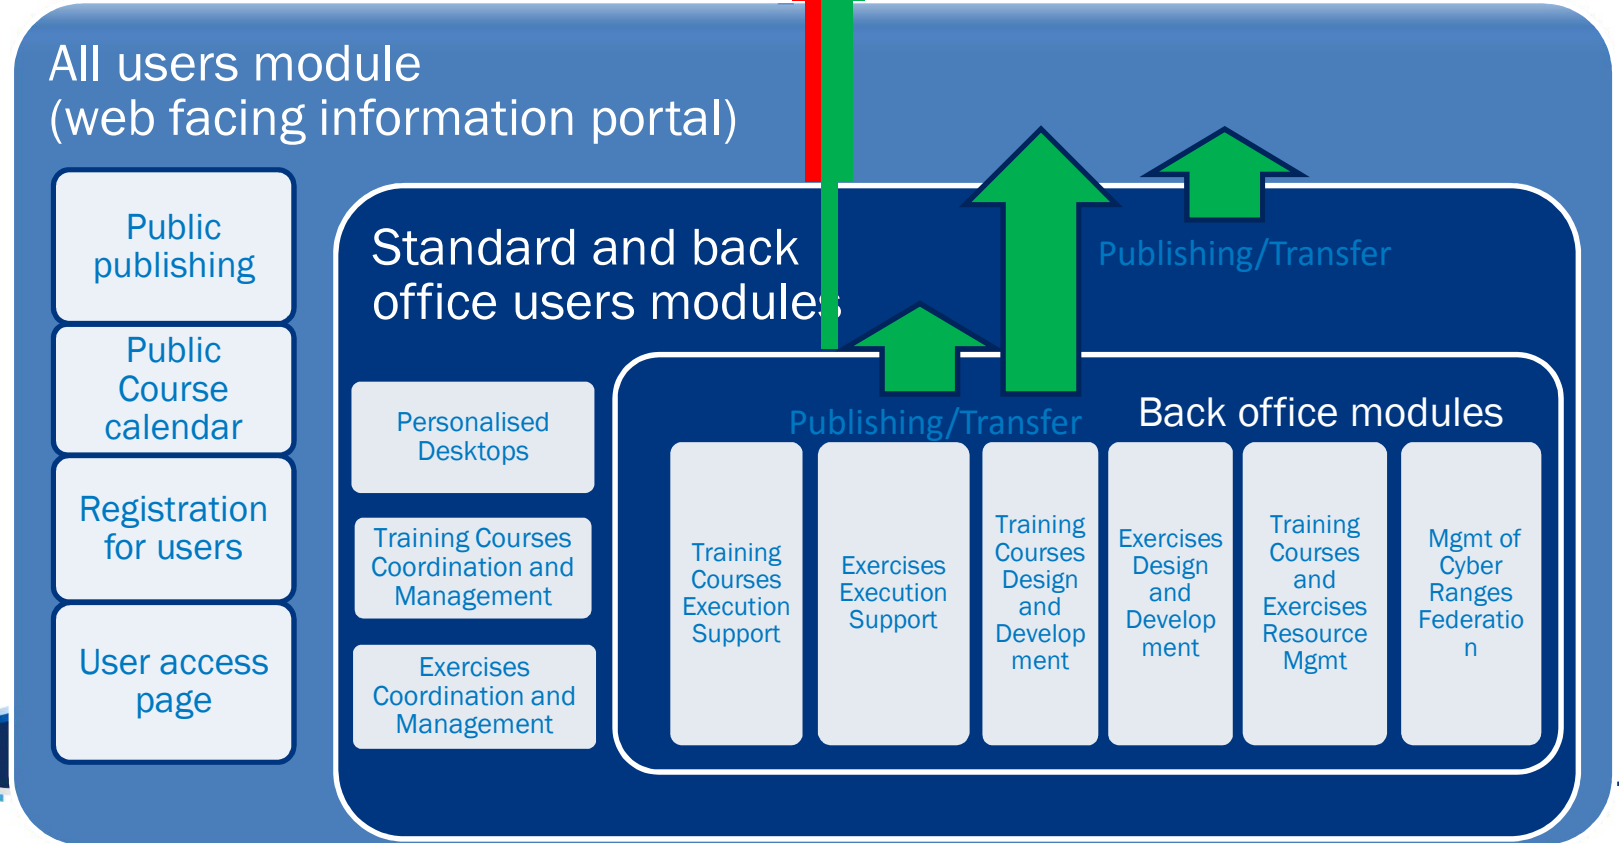 All users module
(web facing information portal)
Public
publishing
Public
Course
calendar
Registration
for users
User access
page
Standard and back
office users modules
Publishing/Transfer
Personalised
Desktops
Training Courses
Coordination and
Management
Exercises
Coordination and
Management
Publishing/Transfer
Back office modules
Training
Courses
Execution
Support
Exercises
Execution
Support
Training
Courses
Design
and
Develop
ment
Exercises
Design
and
Develop
ment
Training
Courses
and
Exercises
Resource
Mgmt
Mgmt of
Cyber
Ranges
Federatio
n